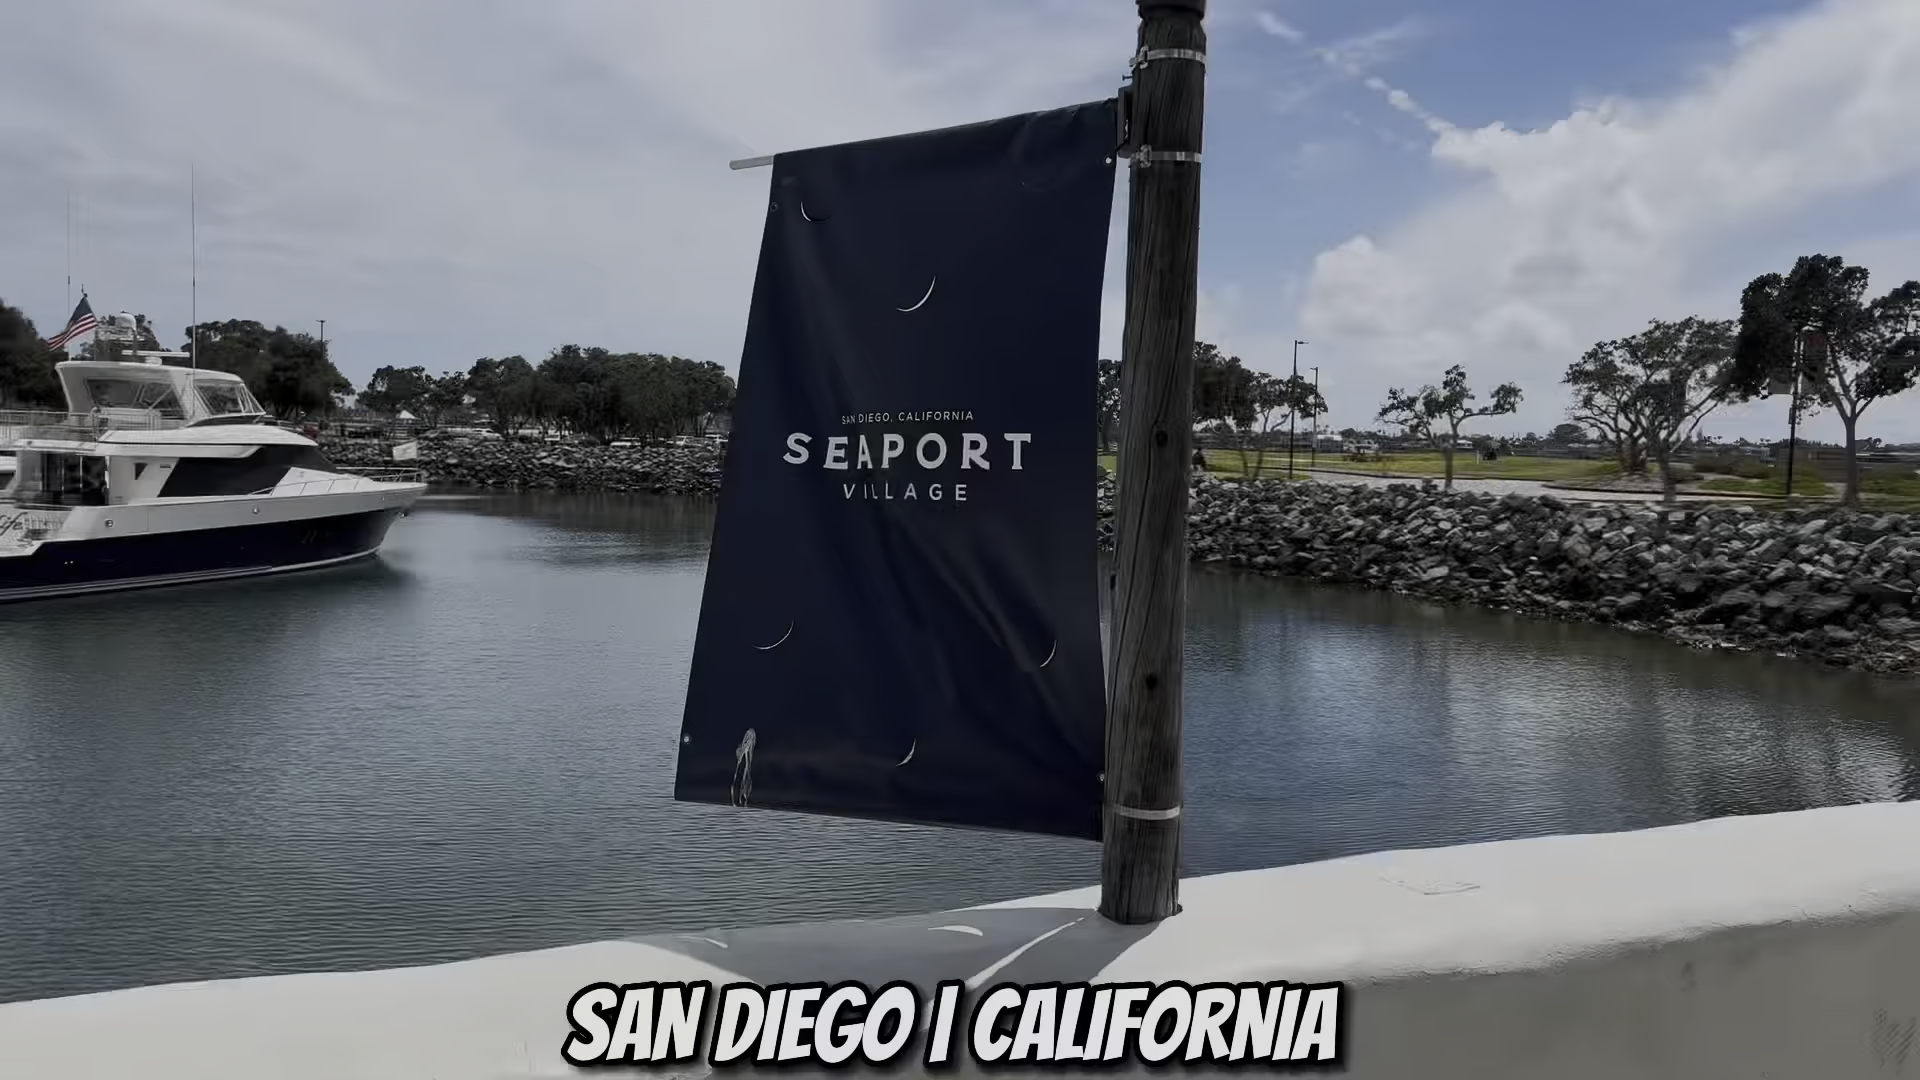 SAN DIEGO, CALIFORNIA
SEAPORT
VILLAGE
SAN DIEGO | CALIFORNIA